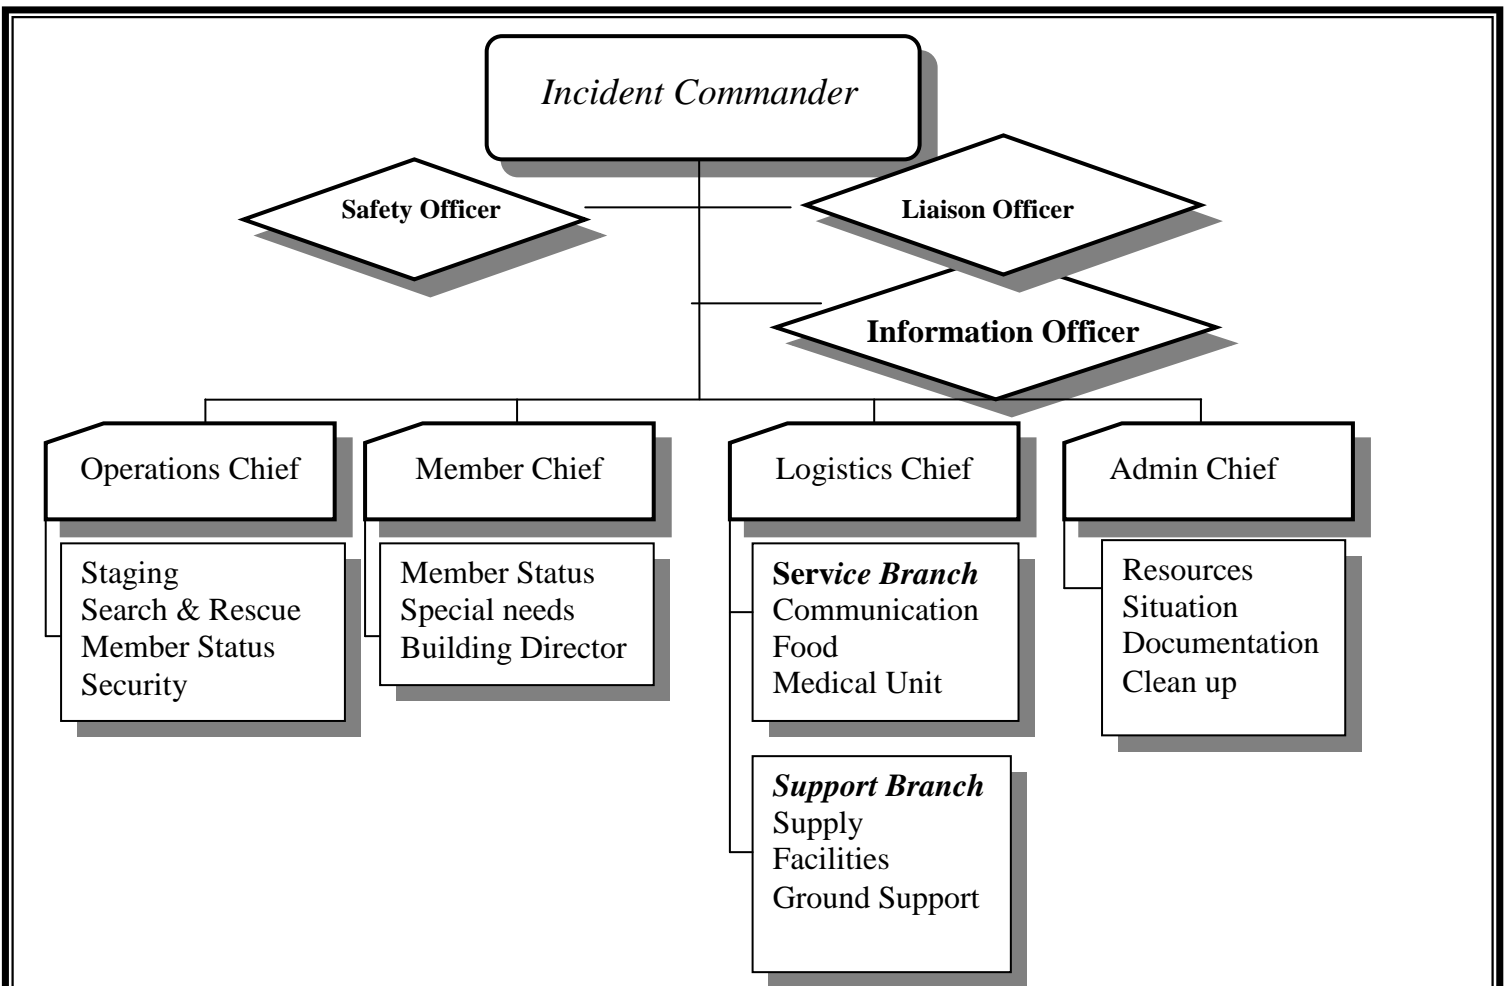 Incident Commander
Safety Officer
Liaison Officer
Information Officer
Operations Chief
Member Chief
Logistics Chief
Admin Chief
Staging
Search & Rescue
Member Status
Security
Member Status
Special needs
Building Director
Service Branch
Communication
Food
Medical Unit
Support Branch
Supply
Facilities
Ground Support
Resources
Situation
Documentation
Clean up